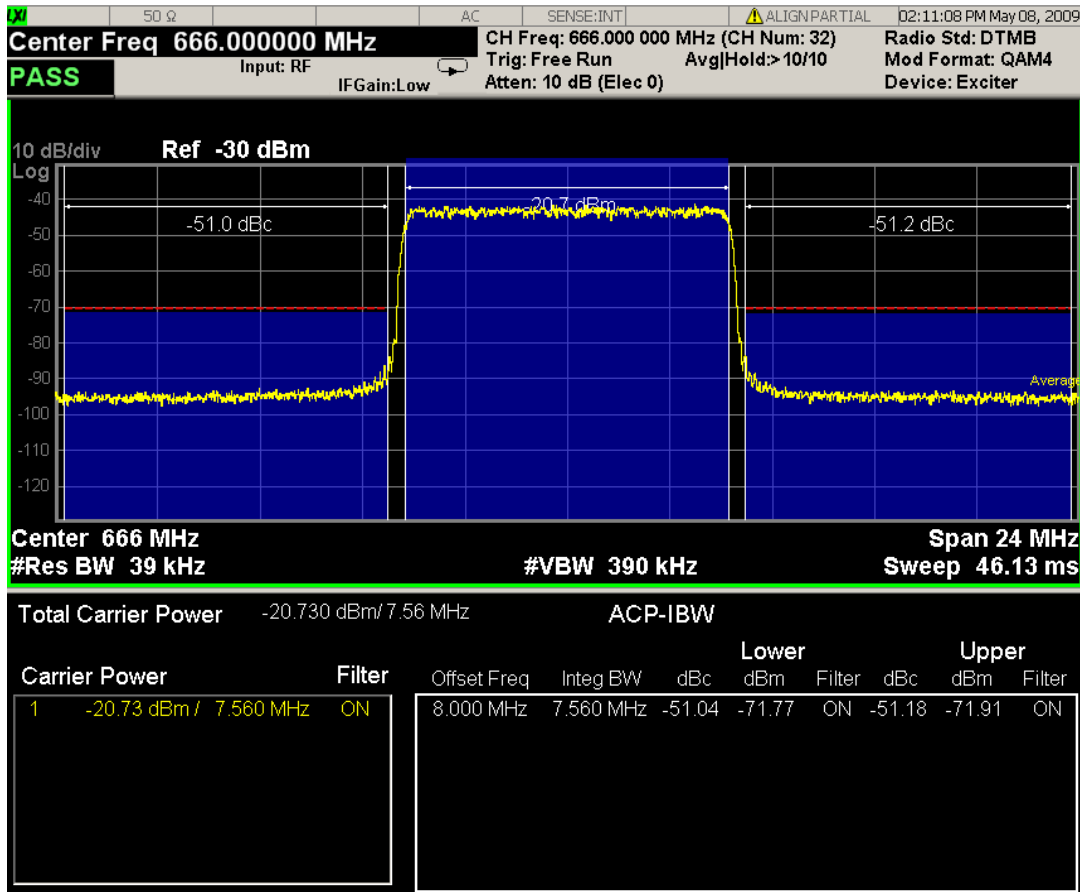 LXI 50 Ω AC SENSE:INT ALIGN PARTIAL 02:11:08 PM May 08, 2009
Center Freq 666.000000 MHz
CH Freq: 666.000 000 MHz (CH Num: 32) Radio Std: DTMB
PASS Input: RF Trig: Free Run Avg|Hold:> 10/10 Mod Format: QAM4
IFGain:Low Atten: 10 dB (Elec 0) Device: Exciter
10 dB/div Ref -30 dBm
Log
-40
-20.7 dBm
-51.0 dBc -51.2 dBc
-50
-60
-70
-80
-90
Average
-100
-110
-120
Center 666 MHz Span 24 MHz
#Res BW 39 kHz #VBW 390 kHz Sweep 46.13 ms
Total Carrier Power -20.730 dBm/ 7.56 MHz ACP-IBW
Lower Upper
Carrier Power Filter Offset Freq Integ BW dBc dBm Filter dBc dBm Filter
1 -20.73 dBm / 7.560 MHz ON 8.000 MHz 7.560 MHz -51.04 -71.77 ON -51.18 -71.91 ON